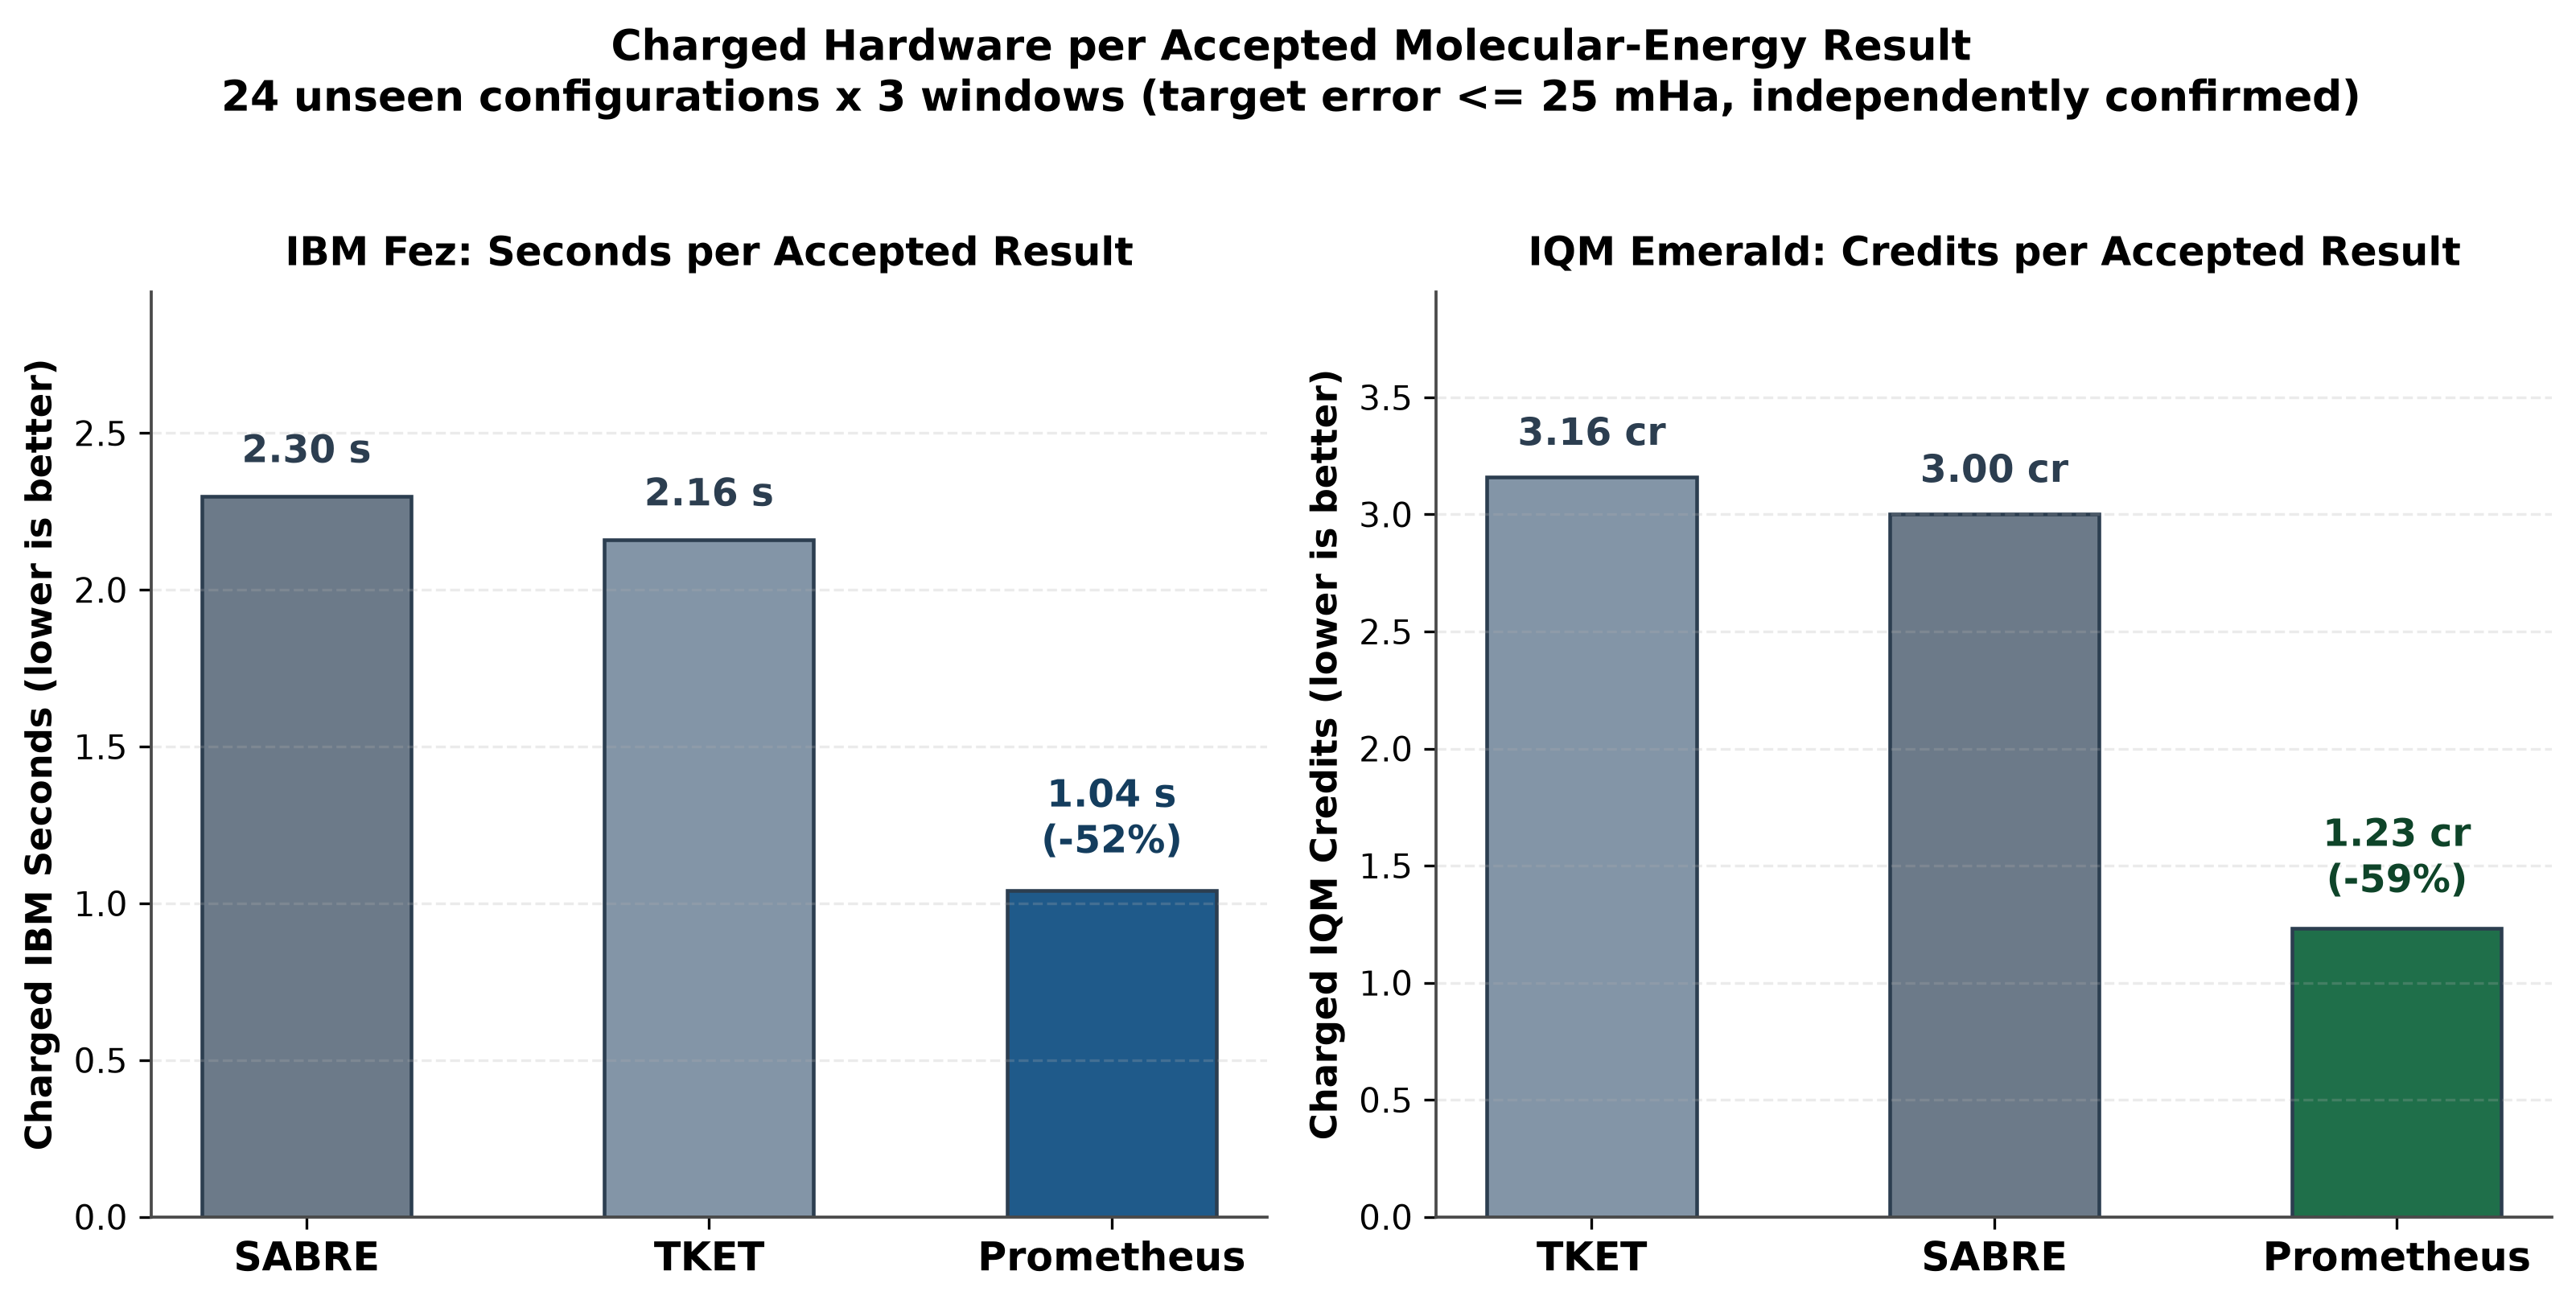 Charged Hardware per Accepted Molecular-Energy Result
24 unseen configurations x 3 windows (target error <= 25 mHa, independently confirmed)
IBM Fez: Seconds per Accepted Result
Charged IBM Seconds (lower is better)
2.5
2.0
1.5
1.0
0.5
0.0
2.30 s
2.16 s
1.04 s
(-52%)
SABRE
TKET
Prometheus
IQM Emerald: Credits per Accepted Result
Charged IQM Credits (lower is better)
3.5
3.0
2.5
2.0
1.5
1.0
0.5
0.0
3.16 cr
3.00 cr
1.23 cr
(-59%)
TKET
SABRE
Prometheus